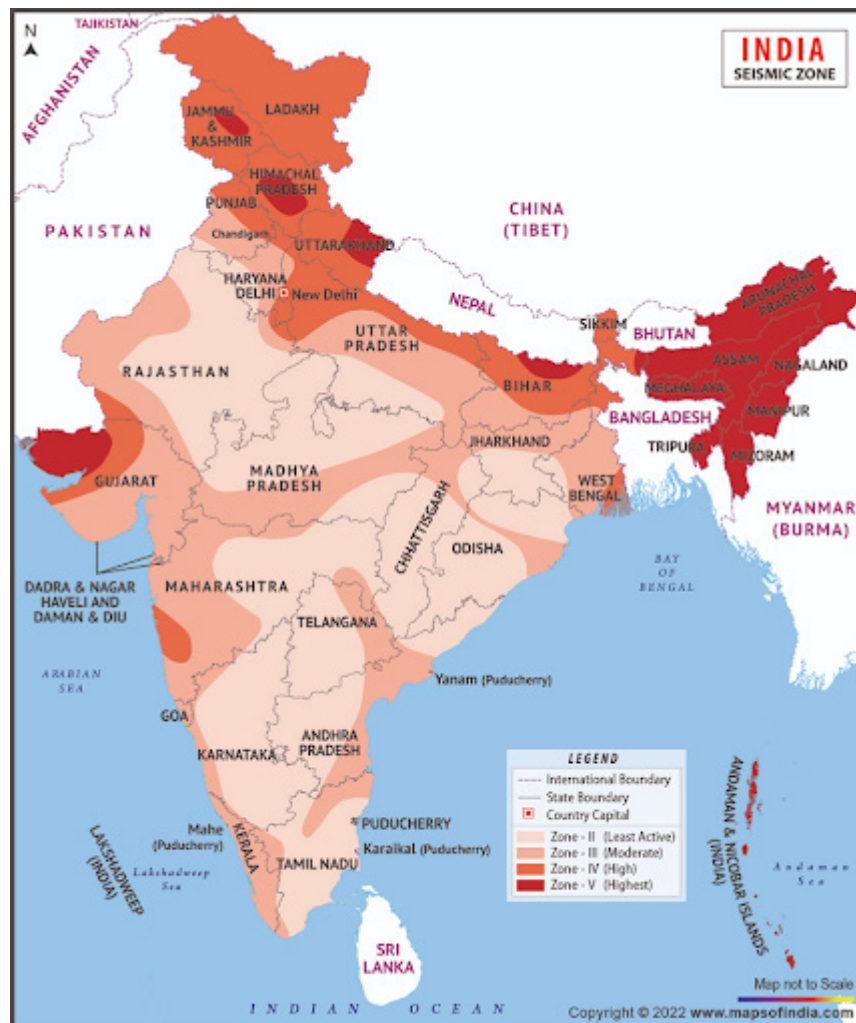 TAJIKISTAN
N
INDIA
SEISMIC ZONE
AFGHANISTAN
JAMMU
&
KASHMIR
LADAKH
HIMACHAL
PRADESH
PUNJAB
CHINA
(TIBET)
PAKISTAN
Chandigarh
UTTARAKHAND
HARYANA
DELHI
New Delhi
NEPAL
ARUNACHAL
PRADESH
SIKKIM
BHUTAN
UTTAR
PRADESH
ASSAM
NAGALAND
RAJASTHAN
BIHAR
MEGHALAYA
BANGLADESH
MANIPUR
JHARKHAND
TRIPURA
MIZORAM
GUJARAT
MADHYA
PRADESH
WEST
BENGAL
MYANMAR
(BURMA)
CHHATTISGARH
ODISHA
BAY
OF
BENGAL
DADRA & NAGAR
HAVELI AND
DAMAN & DIU
MAHARASHTRA
TELANGANA
ARABIAN
SEA
Yanam (Puducherry)
GOA
ANDHRA
PRADESH
KARNATAKA
LEGEND
International Boundary
State Boundary
Country Capital
Zone - II (Least Active)
Zone - III (Moderate)
Zone - IV (High)
Zone - V (Highest)
ANDAMAN & NICOBAR ISLANDS
(INDIA)
Mahe
(Puducherry)
PUDUCHERRY
KERALA
Karaikal (Puducherry)
LAKSHADWEEP
(INDIA)
Lakshadweep
Sea
TAMIL NADU
Andaman
Sea
SRI
LANKA
Map not to Scale
INDIAN OCEAN
Copyright © 2022 www.mapsofindia.com